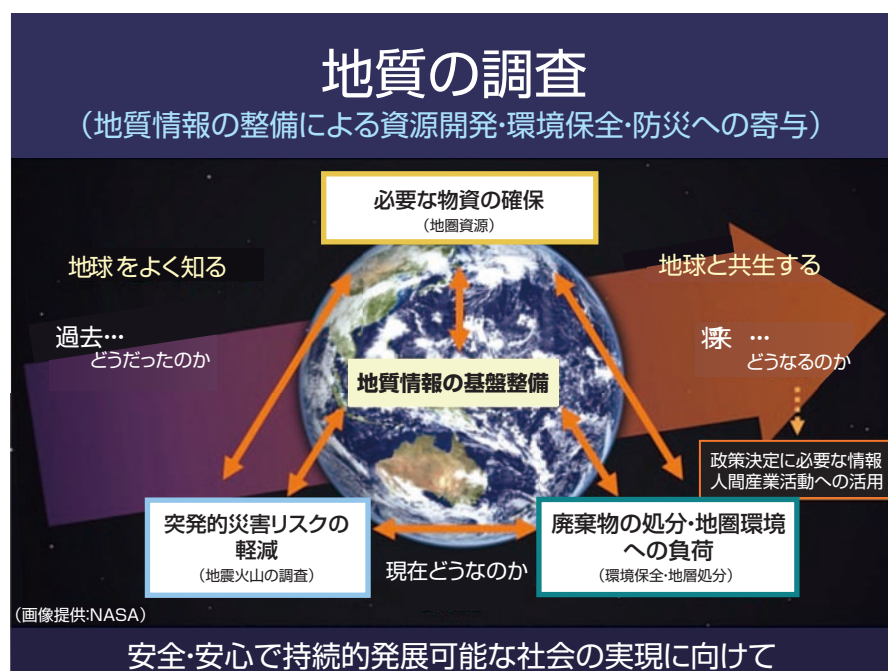 地質の調査
(地質情報の整備による資源開発・環境保全・防災への寄与)
必要な物資の確保
(地圏資源)
地球をよく知る
地球と共生する
過去…
どうだったのか
将来 …
どうなるのか
地質情報の基盤整備
政策決定に必要な情報
人間産業活動への活用
突発的災害リスクの
軽減
(地震火山の調査)
現在どうなのか
廃棄物の処分・地圏環境
への負荷
(環境保全・地層処分)
(画像提供:NASA)
安全・安心で持続的発展可能な社会の実現に向けて